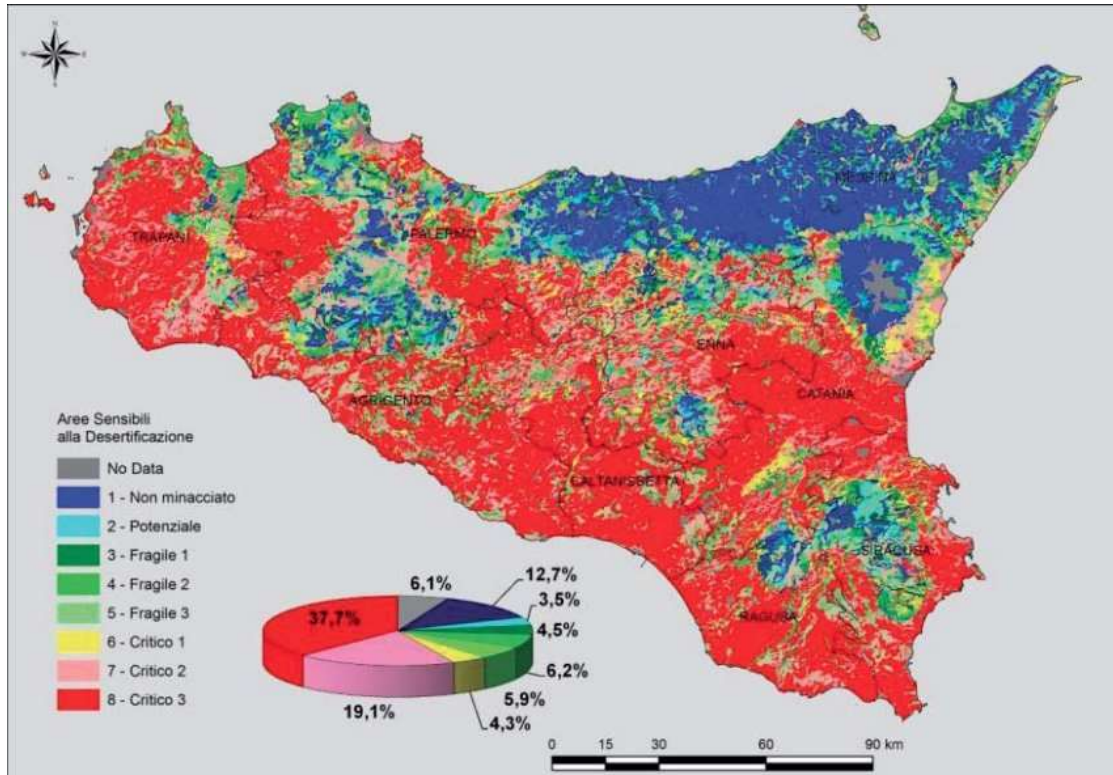 MESSINA
TRAPANI
PALERMO
ENNA
AGRIGENTO
CATANIA
CALTANISSETTA
SIRACUSA
RAGUSA
Aree Sensibili
alla Desertificazione
No Data
1 - Non minacciato
2 - Potenziale
3 - Fragile 1
4 - Fragile 2
5 - Fragile 3
6 - Critico 1
7 - Critico 2
8 - Critico 3
6,1%
12,7%
3,5%
4,5%
6,2%
5,9%
4,3%
19,1%
37,7%
0 15 30 60 90 km